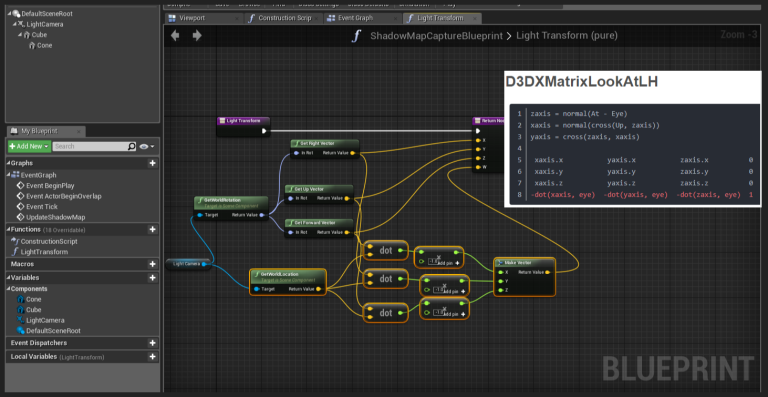 DefaultSceneRoot
LightCamera
Cube
Cone
My Blueprint
Add New
Search
Graphs
EventGraph
Event BeginPlay
Event ActorBeginOverlap
Event Tick
UpdateShadowMap
Functions (18 Overridable)
ConstructionScript
LightTransform
Macros
Variables
Components
Cone
Cube
LightCamera
DefaultSceneRoot
Event Dispatchers
Local Variables (LightTransform)
Viewport
Construction Scrip
Event Graph
Light Transform
f ShadowMapCaptureBlueprint > Light Transform (pure)
Zoom -3
Light Transform
Return No
X
Y
Z
W
Get Right Vector
In Rot Return Value
Get Up Vector
In Rot Return Value
Get Forward Vector
In Rot Return Value
GetWorldRotation
Target is Scene Component
Target Return Value
Light Camera
GetWorldLocation
Target is Scene Component
Target Return Value
dot
dot
dot
Add pin +
Add pin +
Add pin +
Make Vector
X Return Value
Y
Z
D3DXMatrixLookAtLH
1 zaxis = normal(At - Eye)
2 xaxis = normal(cross(Up, zaxis))
3 yaxis = cross(zaxis, xaxis)
4
5 xaxis.x yaxis.x zaxis.x 0
6 xaxis.y yaxis.y zaxis.y 0
7 xaxis.z yaxis.z zaxis.z 0
8 -dot(xaxis, eye) -dot(yaxis, eye) -dot(zaxis, eye) 1
BLUEPRINT